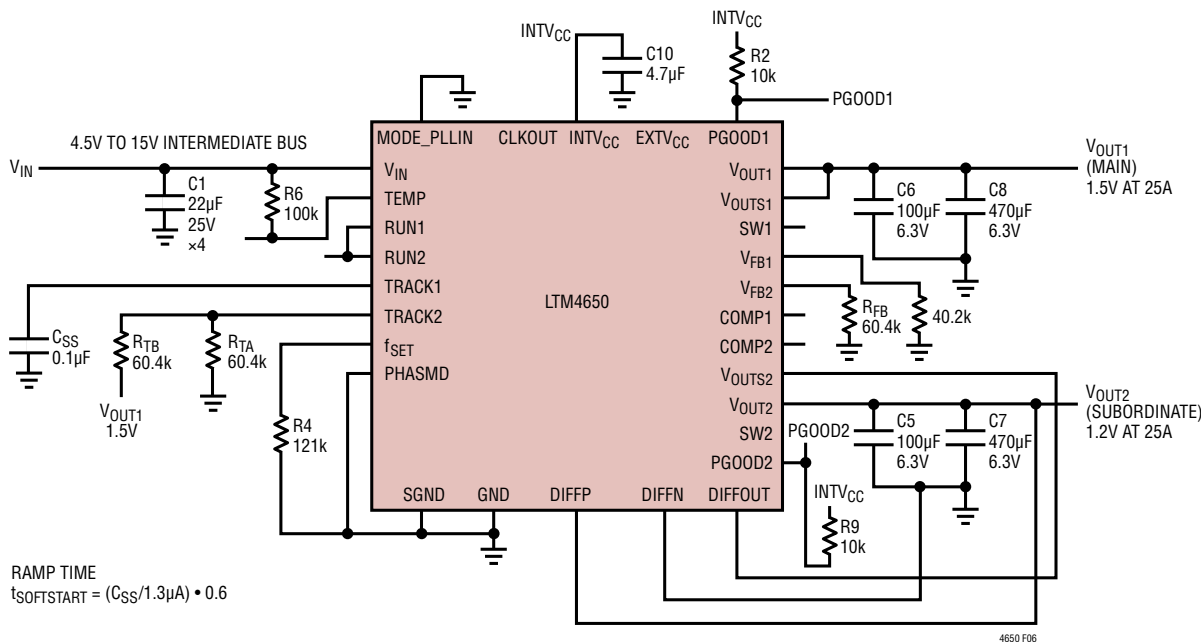 INTVCC
C10
4.7µF
INTVCC
R2
10k
PGOOD1
4.5V TO 15V INTERMEDIATE BUS
VIN
C1
22µF
25V
×4
R6
100k
MODE_PLLIN
CLKOUT
INTVCC
EXTVCC
PGOOD1
VIN
TEMP
RUN1
RUN2
TRACK1
TRACK2
fSET
PHASMD
LTM4650
VOUT1
VOUTS1
SW1
VFB1
VFB2
COMP1
COMP2
VOUTS2
VOUT2
SW2
PGOOD2
SGND
GND
DIFFP
DIFFN
DIFFOUT
VOUT1
(MAIN)
1.5V AT 25A
C6
100µF
6.3V
C8
470µF
6.3V
RFB
60.4k
40.2k
CSS
0.1µF
RTB
60.4k
RTA
60.4k
VOUT1
1.5V
R4
121k
VOUT2
(SUBORDINATE)
1.2V AT 25A
PGOOD2
C5
100µF
6.3V
C7
470µF
6.3V
INTVCC
R9
10k
RAMP TIME
tSOFTSTART = (CSS/1.3µA) • 0.6
4650 F06